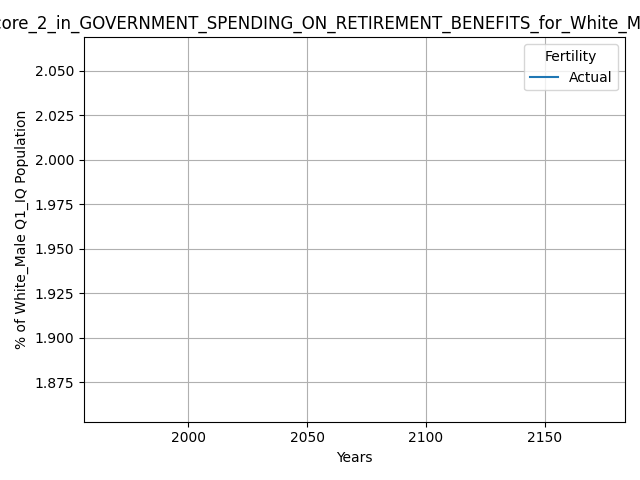 core_2_in_GOVERNMENT_SPENDING_ON_RETIREMENT_BENEFITS_for_White_M
Fertility
Actual
% of White_Male Q1_IQ Population
2.050
2.025
2.000
1.975
1.950
1.925
1.900
1.875
2000 2050 2100 2150
Years